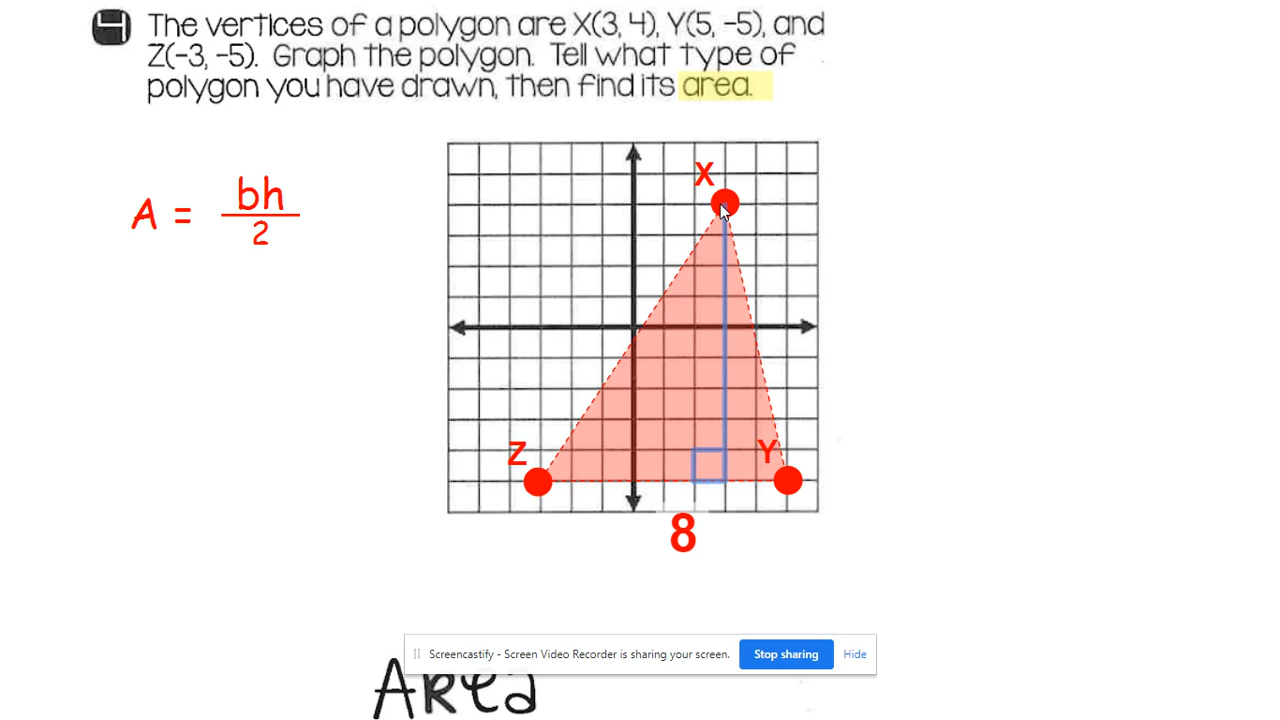 4 The vertices of a polygon are X(3, 4), Y(5, -5), and
Z(-3, -5). Graph the polygon. Tell what type of
polygon you have drawn, then find its area.
X
A = bh
2
Z
Y
8
Screencastify - Screen Video Recorder is sharing your screen. Stop sharing Hide
Area